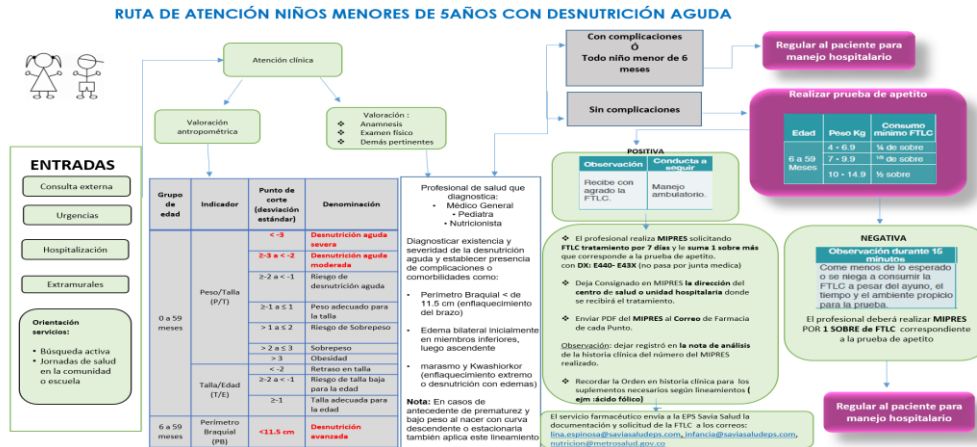 RUTA DE ATENCIÓN NIÑOS MENORES DE 5AÑOS CON DESNUTRICIÓN AGUDA
ENTRADAS
Consulta externa
Urgencias
Hospitalización
Extramurales
Orientación
servicios:
• Búsqueda activa
• Jornadas de salud
en la comunidad
o escuela
Atención clínica
Valoración
antropométrica
Valoración :
❖ Anamnesis
❖ Examen físico
❖ Demás pertinentes
Grupo de edad
Indicador
Punto de corte (desviación estándar)
Denominación
0 a 59 meses
Peso/Talla (P/T)
< -3 Desnutrición aguda severa
≥-3 a < -2 Desnutrición aguda moderada
≥-2 a < -1 Riesgo de desnutrición aguda
≥-1 a ≤ 1 Peso adecuado para la talla
> 1 a ≤ 2 Riesgo de Sobrepeso
> 2 a ≤ 3 Sobrepeso
> 3 Obesidad
Talla/Edad (T/E)
< -2 Retraso en talla
≥-2 a < -1 Riesgo de talla baja para la edad
≥-1 Talla adecuada para la edad
6 a 59 meses
Perímetro Braquial (PB)
<11.5 cm Desnutrición avanzada
Profesional de salud que
diagnostica:
• Médico General
• Pediatra
• Nutricionista
Diagnosticar existencia y
severidad de la desnutrición
aguda y establecer presencia
de complicaciones o
comorbilidades como:
• Perímetro Braquial < de
11.5 cm (enflaquecimiento
del brazo)
• Edema bilateral inicialmente
en miembros inferiores,
luego ascendente
• marasmo y Kwashiorkor
(enflaquecimiento extremo
o desnutrición con edemas)
Nota: En casos de
antecedente de prematurez y
bajo peso al nacer con curva
descendente o estacionaria
también aplica este lineamiento
Con complicaciones
Ó
Todo niño menor de 6
meses
Sin complicaciones
Regular al paciente para
manejo hospitalario
Realizar prueba de apetito
Edad
Peso Kg
Consumo mínimo FTLC
6 a 59 Meses
4 - 6.9 ¼ de sobre
7 - 9.9 ⅓ de sobre
10 - 14.9 ½ sobre
POSITIVA
Observación
Conducta a seguir
Recibe con agrado la FTLC.
Manejo ambulatorio.
❖ El profesional realiza MIPRES solicitando
FTLC tratamiento por 7 días y le suma 1 sobre más
que corresponde a la prueba de apetito.
con DX: E440- E43X (no pasa por junta medica)
❖ Deja Consignado en MIPRES la dirección del
centro de salud o unidad hospitalaria donde
se recibirá el tratamiento.
❖ Enviar PDF del MIPRES al Correo de Farmacia
de cada Punto.
Observación: dejar registró en la nota de análisis
de la historia clínica del número del MIPRES
realizado.
❖ Recordar la Orden en historia clínica para los
suplementos necesarios según lineamientos (
ejm :ácido fólico)
El servicio farmacéutico envía a la EPS Savia Salud la
documentación y solicitud de la FTLC a los correos:
lina.espinosa@saviasaludeps.com, infancia@saviasaludeps.com,
nutricion@metrosalud.gov.co
NEGATIVA
Observación durante 15
minutos
Come menos de lo esperado
o se niega a consumir la
FTLC a pesar del ayuno, el
tiempo y el ambiente propicio
para la prueba.
El profesional deberá realizar MIPRES
POR 1 SOBRE de FTLC correspondiente
a la prueba de apetito
Regular al paciente para
manejo hospitalario